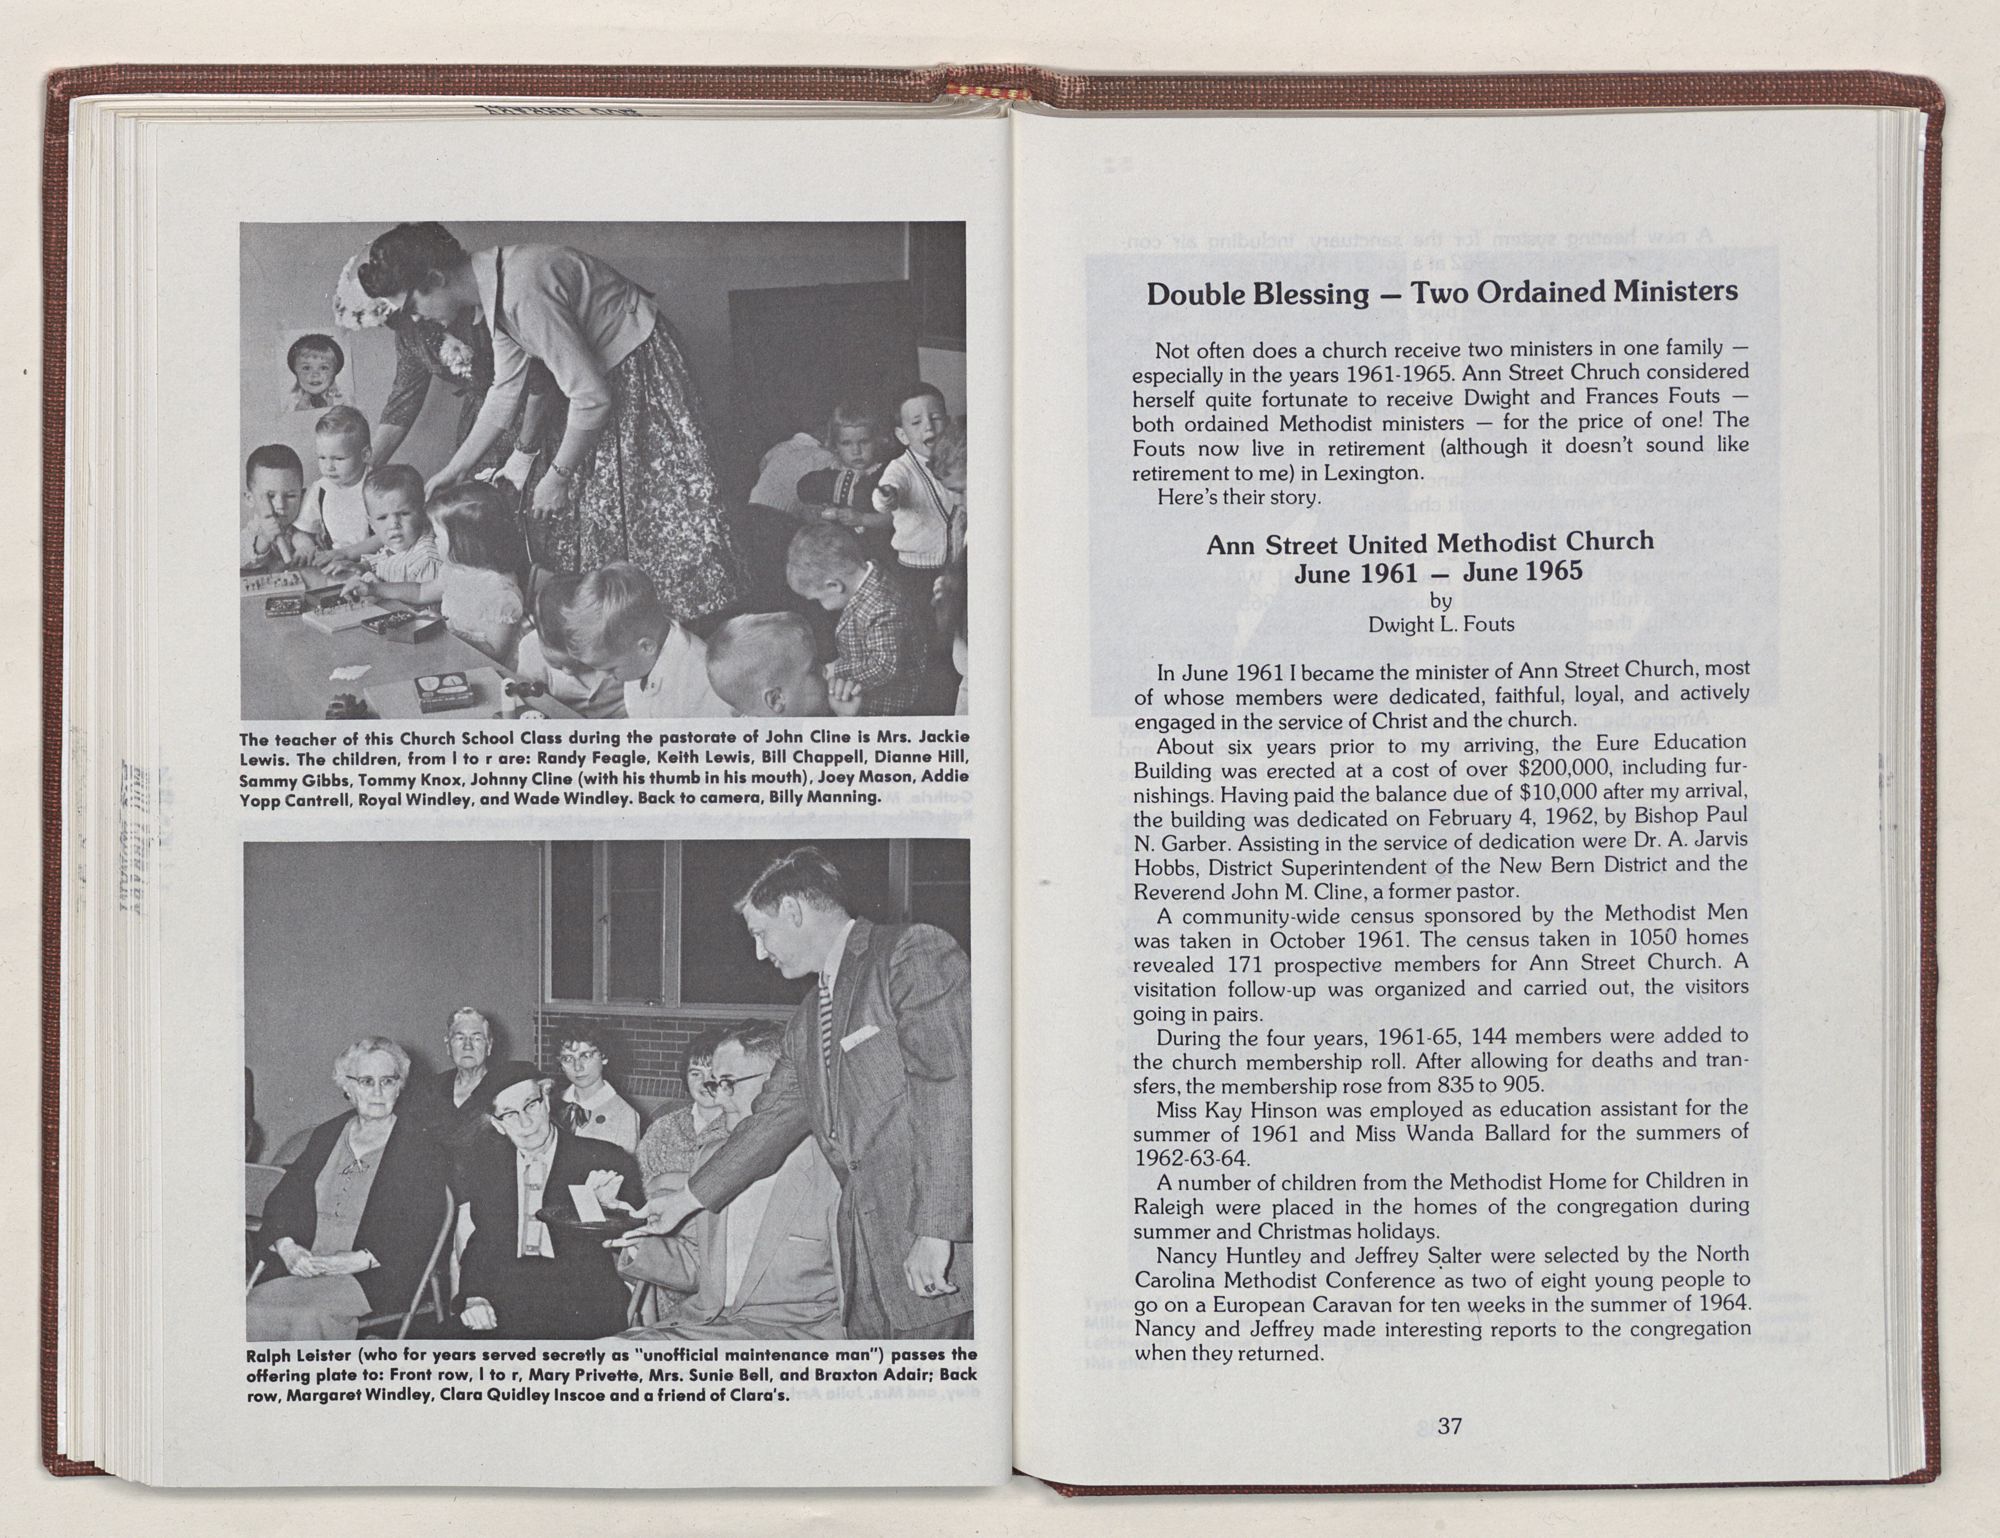 The teacher of this Church School Class during the pastorate of John Cline is Mrs. Jackie
Lewis. The children, from l to r are: Randy Feagle, Keith Lewis, Bill Chappell, Dianne Hill,
Sammy Gibbs, Tommy Knox, Johnny Cline (with his thumb in his mouth), Joey Mason, Addie
Yopp Cantrell, Royal Windley, and Wade Windley. Back to camera, Billy Manning.
Ralph Leister (who for years served secretly as "unofficial maintenance man") passes the
offering plate to: Front row, l to r, Mary Privette, Mrs. Sunie Bell, and Braxton Adair; Back
row, Margaret Windley, Clara Quidley Inscoe and a friend of Clara's.
Double Blessing — Two Ordained Ministers
Not often does a church receive two ministers in one family —
especially in the years 1961-1965. Ann Street Chruch considered
herself quite fortunate to receive Dwight and Frances Fouts —
both ordained Methodist ministers — for the price of one! The
Fouts now live in retirement (although it doesn't sound like
retirement to me) in Lexington.
Here's their story.
Ann Street United Methodist Church
June 1961 — June 1965
by
Dwight L. Fouts
In June 1961 I became the minister of Ann Street Church, most
of whose members were dedicated, faithful, loyal, and actively
engaged in the service of Christ and the church.
About six years prior to my arriving, the Eure Education
Building was erected at a cost of over $200,000, including fur-
nishings. Having paid the balance due of $10,000 after my arrival,
the building was dedicated on February 4, 1962, by Bishop Paul
N. Garber. Assisting in the service of dedication were Dr. A. Jarvis
Hobbs, District Superintendent of the New Bern District and the
Reverend John M. Cline, a former pastor.
A community-wide census sponsored by the Methodist Men
was taken in October 1961. The census taken in 1050 homes
revealed 171 prospective members for Ann Street Church. A
visitation follow-up was organized and carried out, the visitors
going in pairs.
During the four years, 1961-65, 144 members were added to
the church membership roll. After allowing for deaths and tran-
sfers, the membership rose from 835 to 905.
Miss Kay Hinson was employed as education assistant for the
summer of 1961 and Miss Wanda Ballard for the summers of
1962-63-64.
A number of children from the Methodist Home for Children in
Raleigh were placed in the homes of the congregation during
summer and Christmas holidays.
Nancy Huntley and Jeffrey Salter were selected by the North
Carolina Methodist Conference as two of eight young people to
go on a European Caravan for ten weeks in the summer of 1964.
Nancy and Jeffrey made interesting reports to the congregation
when they returned.
37